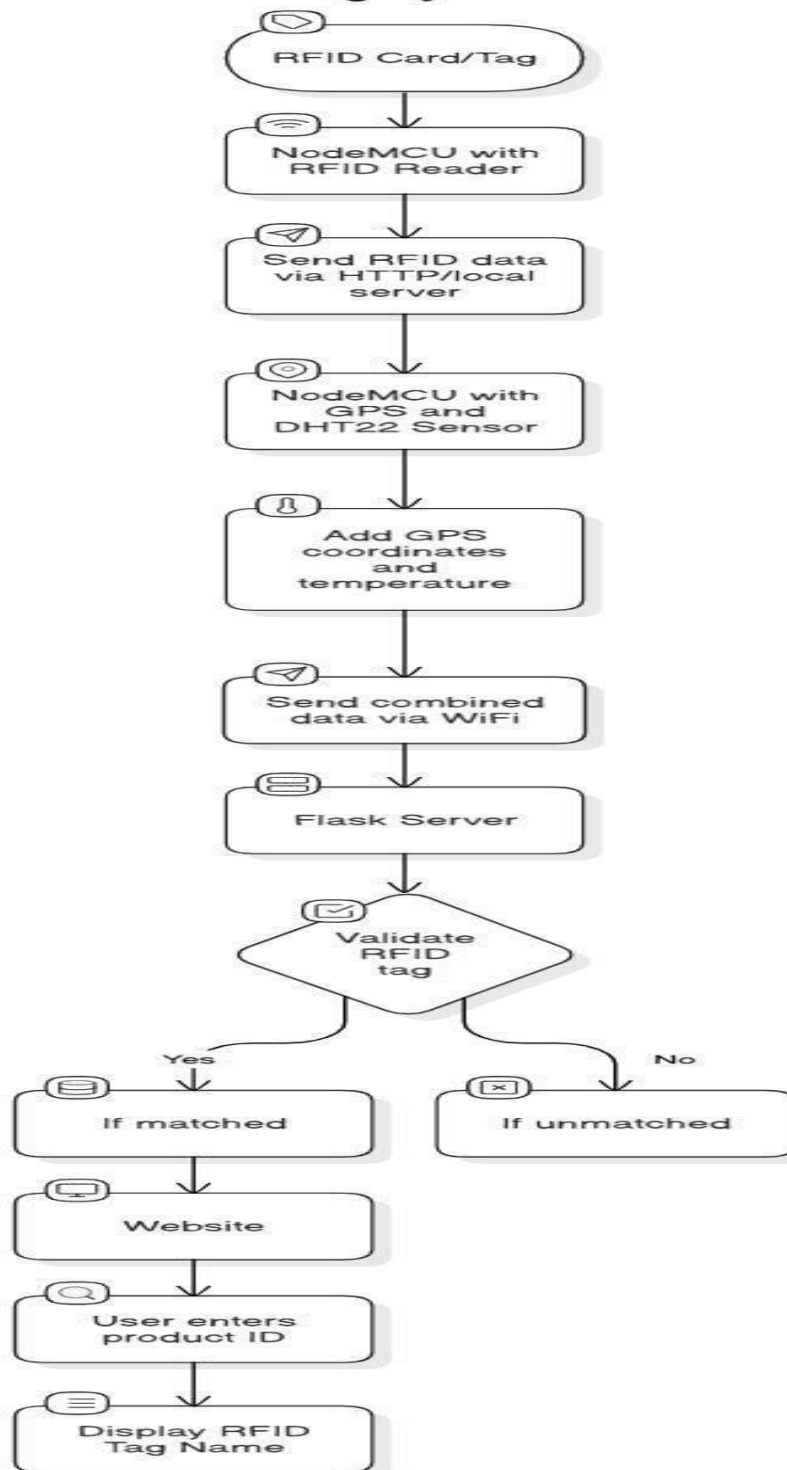 RFID Card/Tag
NodeMCU with
RFID Reader
Send RFID data
via HTTP/local
server
NodeMCU with
GPS and
DHT22 Sensor
Add GPS
coordinates
and
temperature
Send combined
data via WiFi
Flask Server
Validate
RFID
tag
Yes
No
If matched
If unmatched
Website
User enters
product ID
Display RFID
Tag Name